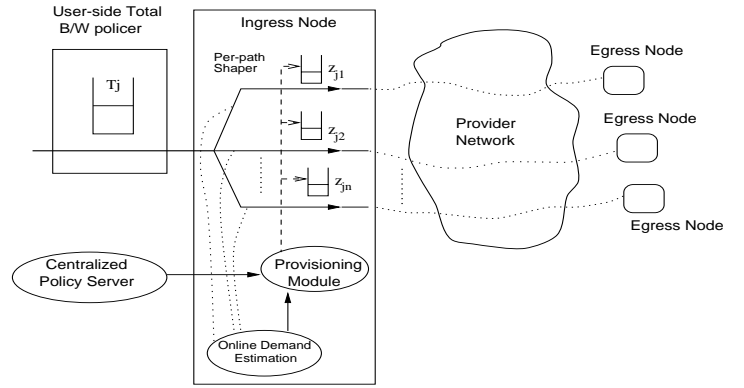 User-side Total
B/W policer
Ingress Node
Tj
Per-path
Shaper
zj1
zj2
zjn
Provider
Network
Egress Node
Egress Node
Egress Node
Centralized
Policy Server
Provisioning
Module
Online Demand
Estimation